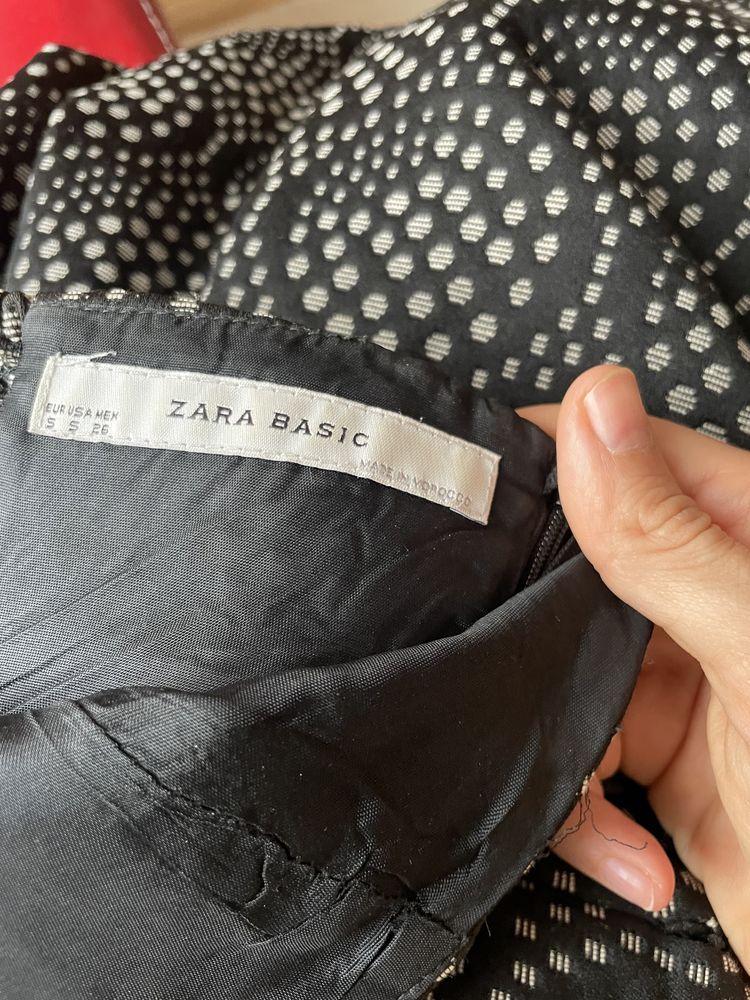 EUR USA MEX
S S 26
ZARA BASIC
MADE IN MOROCCO